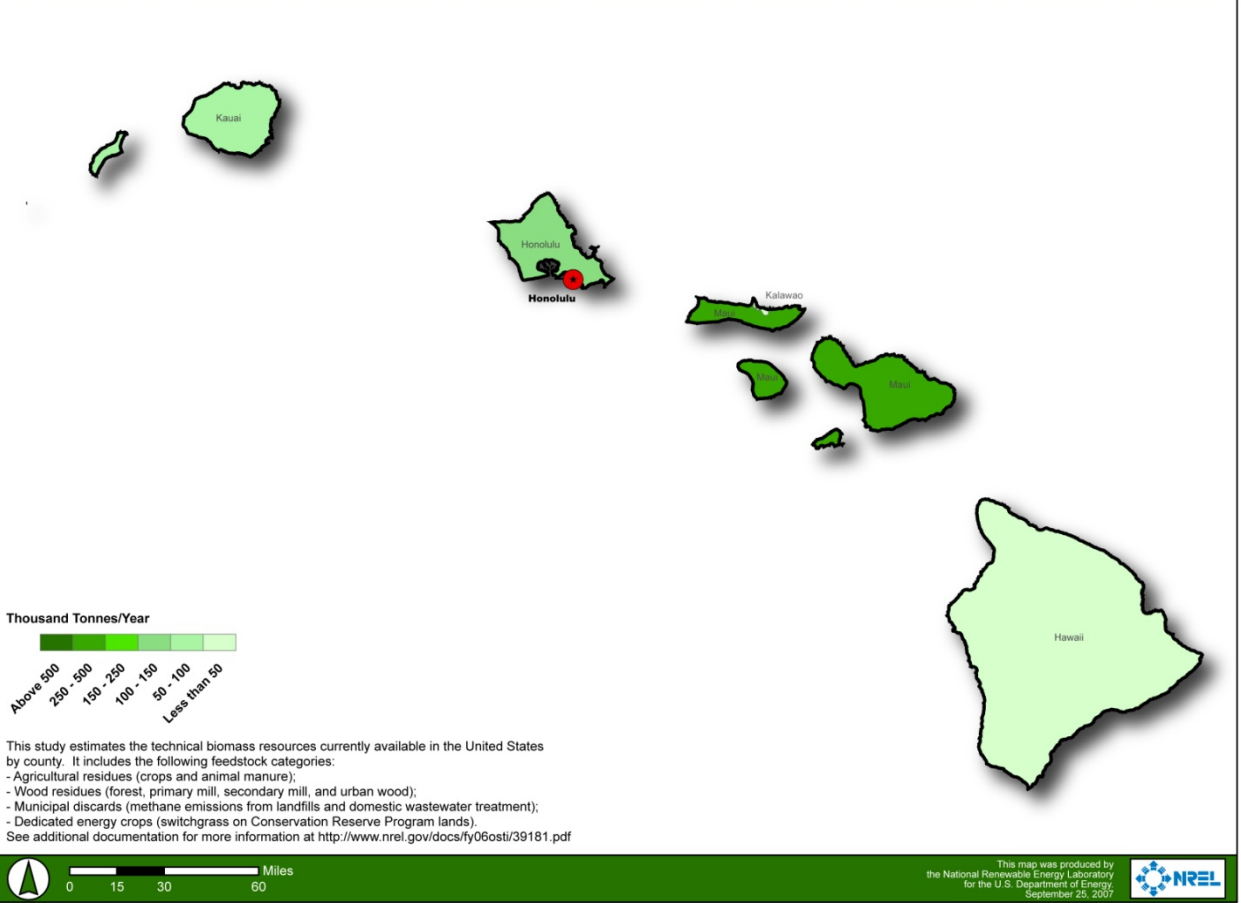 Kauai
Honolulu
Honolulu
Kalawao
Maui
Maui
Maui
Hawaii
Thousand Tonnes/Year
Above 500
250 - 500
150 - 250
100 - 150
50 - 100
Less than 50
This study estimates the technical biomass resources currently available in the United States
by county.  It includes the following feedstock categories:
- Agricultural residues (crops and animal manure);
- Wood residues (forest, primary mill, secondary mill, and urban wood);
- Municipal discards (methane emissions from landfills and domestic wastewater treatment);
- Dedicated energy crops (switchgrass on Conservation Reserve Program lands).
See additional documentation for more information at http://www.nrel.gov/docs/fy06osti/39181.pdf
Miles
0 15 30 60
This map was produced by
the National Renewable Energy Laboratory
for the U.S. Department of Energy.
September 25, 2007
NREL